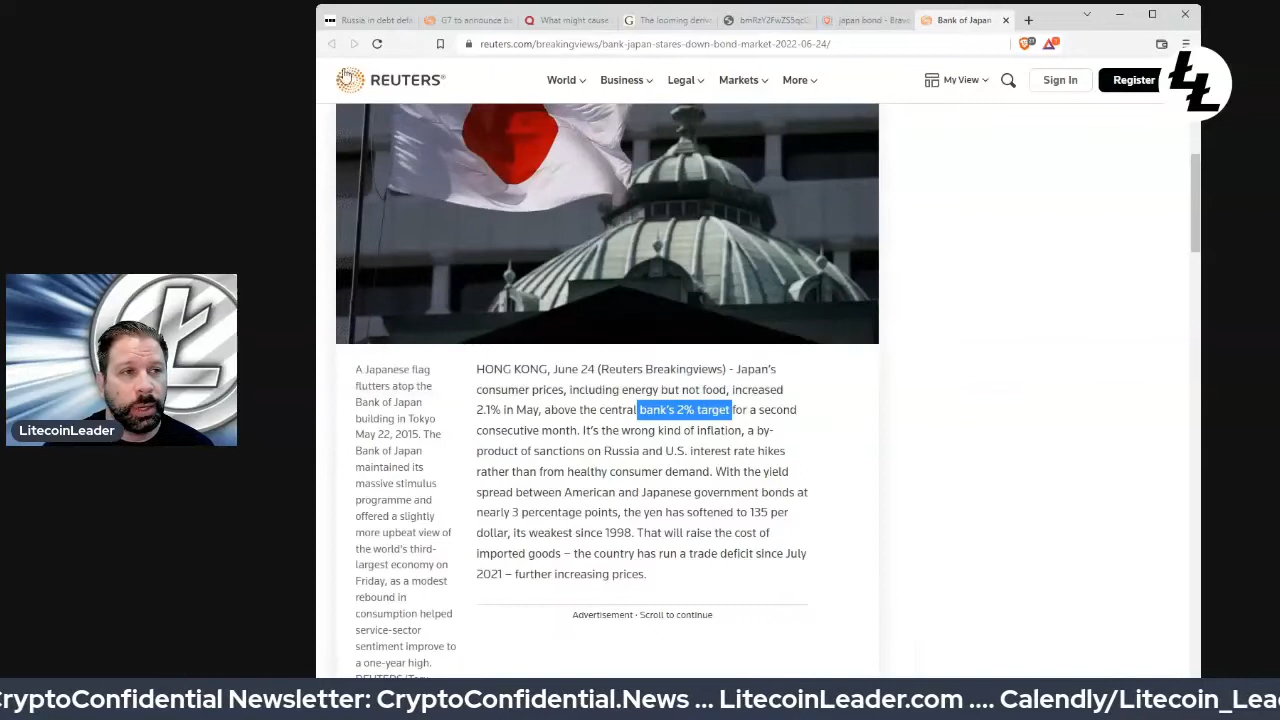 Russia in debt defa
G7 to announce b
What might cause
The looming deriv
bmRzY2FwZS5qcG
japan bond - Brave
Bank of Japan
reuters.com/breakingviews/bank-japan-stares-down-bond-market-2022-06-24/
REUTERS®
World
Business
Legal
Markets
More
My View
Sign In
Register
LitecoinLeader
A Japanese flag
flutters atop the
Bank of Japan
building in Tokyo
May 22, 2015. The
Bank of Japan
maintained its
massive stimulus
programme and
offered a slightly
more upbeat view of
the world's third-
largest economy on
Friday, as a modest
rebound in
consumption helped
service-sector
sentiment improve to
a one-year high.
HONG KONG, June 24 (Reuters Breakingviews) - Japan's
consumer prices, including energy but not food, increased
2.1% in May, above the central bank's 2% target for a second
consecutive month. It's the wrong kind of inflation, a by-
product of sanctions on Russia and U.S. interest rate hikes
rather than from healthy consumer demand. With the yield
spread between American and Japanese government bonds at
nearly 3 percentage points, the yen has softened to 135 per
dollar, its weakest since 1998. That will raise the cost of
imported goods – the country has run a trade deficit since July
2021 – further increasing prices.
Advertisement · Scroll to continue
CryptoConfidential Newsletter: CryptoConfidential.News ... LitecoinLeader.com .... Calendly/Litecoin_Lea